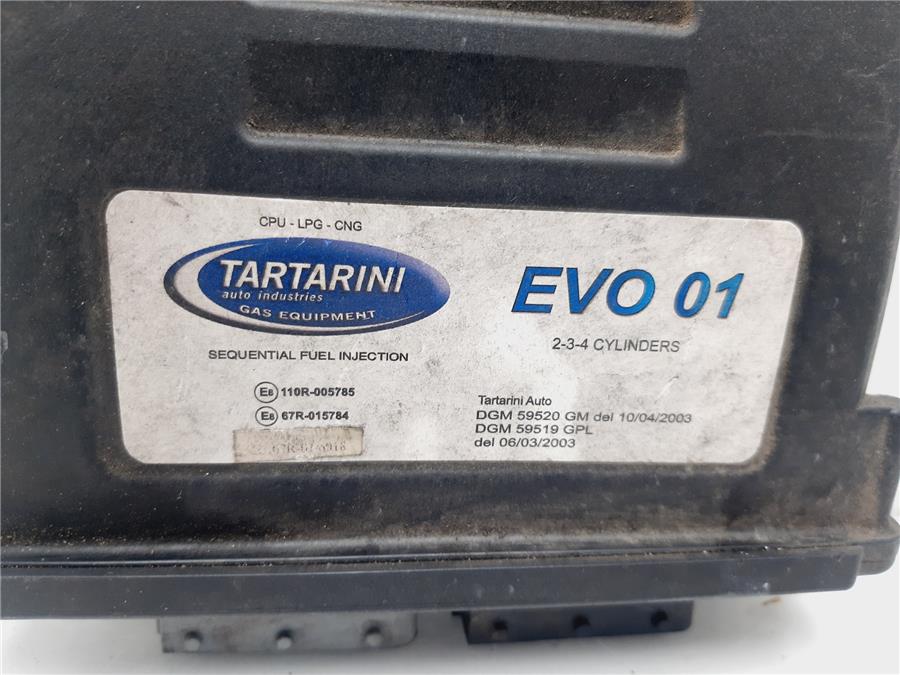 CPU - LPG - CNG
TARTARINI
auto industries
GAS EQUIPMENT
SEQUENTIAL FUEL INJECTION
E8 110R-005785
E8 67R-015784
EVO 01
2-3-4 CYLINDERS
Tartarini Auto
DGM 59520 GM del 10/04/2003
DGM 59519 GPL
del 06/03/2003